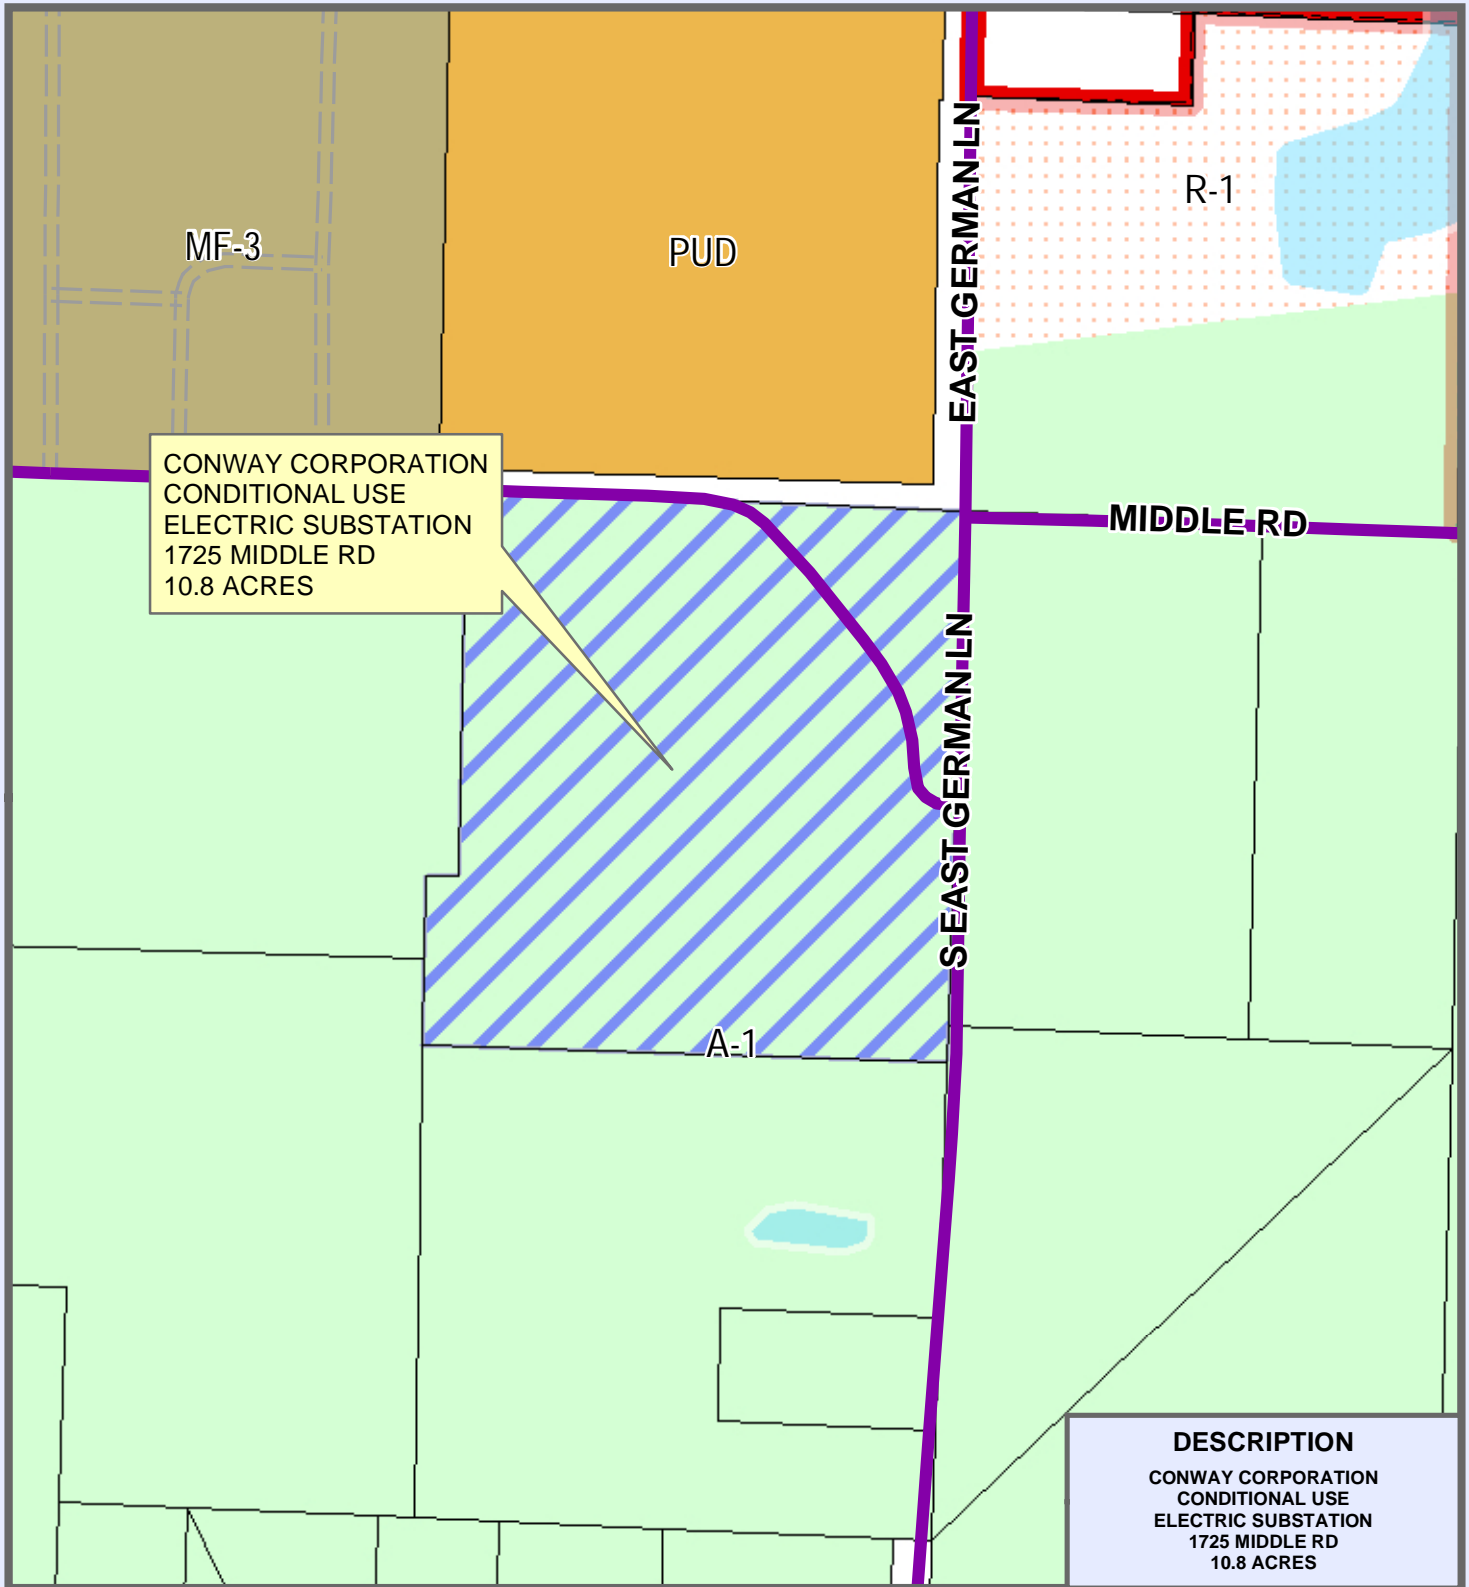 MF-3
PUD
R-1
EAST GERMAN LN
CONWAY CORPORATION
CONDITIONAL USE
ELECTRIC SUBSTATION
1725 MIDDLE RD
10.8 ACRES
MIDDLE RD
S EAST GERMAN LN
A-1
DESCRIPTION
CONWAY CORPORATION
CONDITIONAL USE
ELECTRIC SUBSTATION
1725 MIDDLE RD
10.8 ACRES